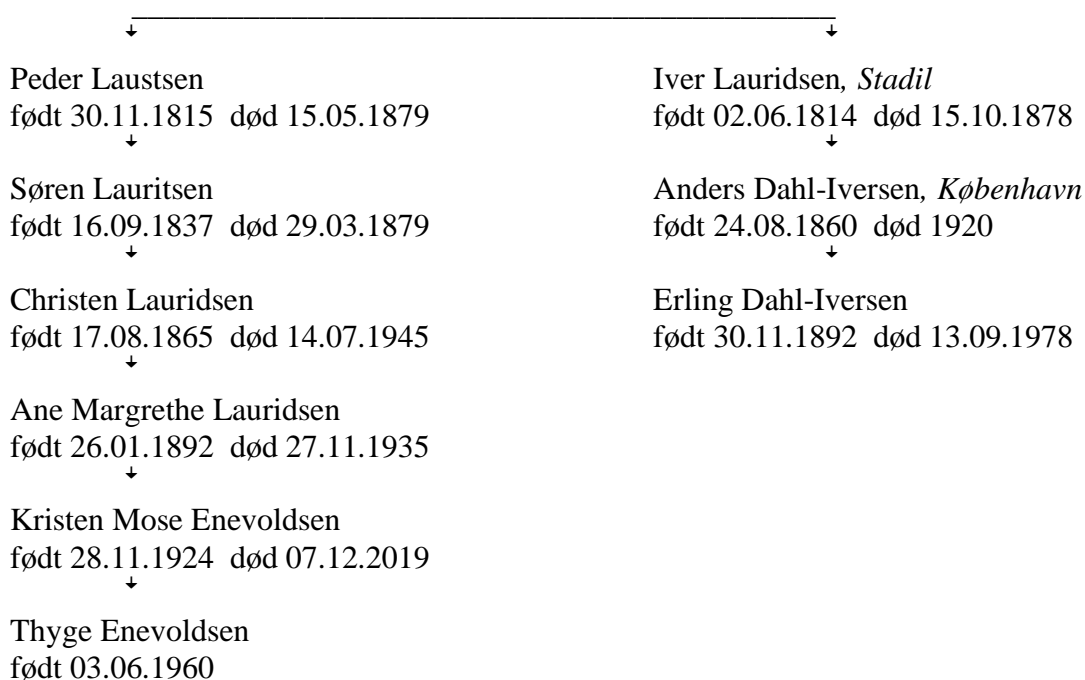 Peder Laustsen
født 30.11.1815 død 15.05.1879
Søren Lauritsen
født 16.09.1837 død 29.03.1879
Christen Lauridsen
født 17.08.1865 død 14.07.1945
Ane Margrethe Lauridsen
født 26.01.1892 død 27.11.1935
Kristen Mose Enevoldsen
født 28.11.1924 død 07.12.2019
Thyge Enevoldsen
født 03.06.1960
Iver Lauridsen, Stadil
født 02.06.1814 død 15.10.1878
Anders Dahl-Iversen, København
født 24.08.1860 død 1920
Erling Dahl-Iversen
født 30.11.1892 død 13.09.1978